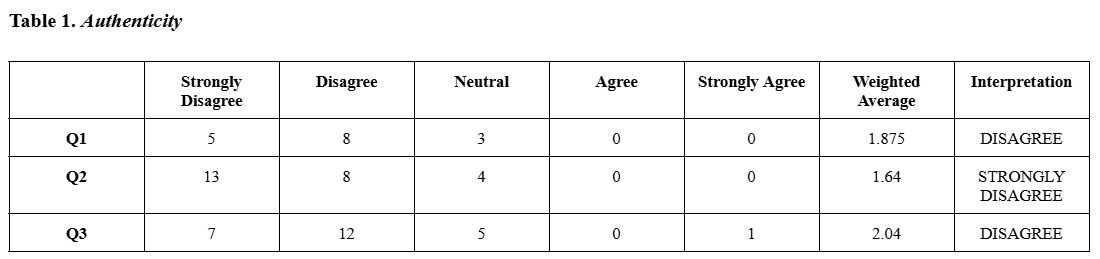 Table 1. Authenticity
Strongly Disagree Disagree Neutral Agree Strongly Agree Weighted Average Interpretation
Q1 5 8 3 0 0 1.875 DISAGREE
Q2 13 8 4 0 0 1.64 STRONGLY DISAGREE
Q3 7 12 5 0 1 2.04 DISAGREE